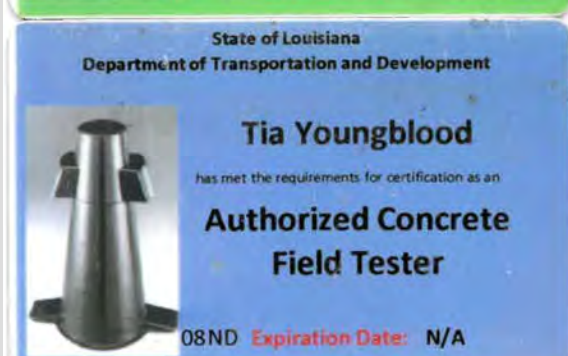 State of Louisiana
Department of Transportation and Development
Tia Youngblood
has met the requirements for certification as an
Authorized Concrete
Field Tester
08ND Expiration Date: N/A